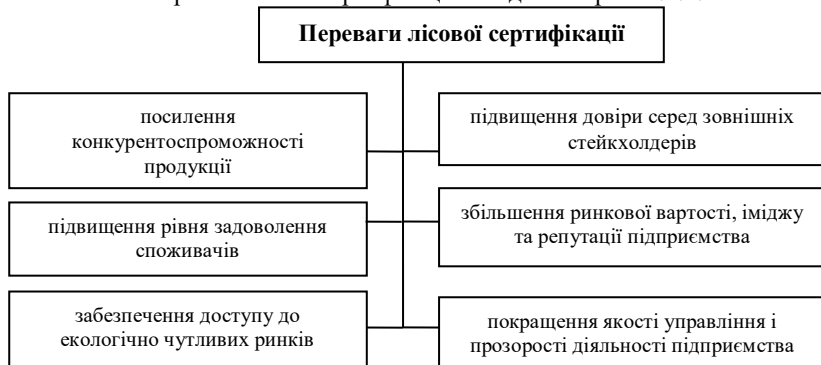 Переваги лісової сертифікації
посилення
конкурентоспроможності
продукції
підвищення довіри серед зовнішніх
стейкхолдерів
підвищення рівня задоволення
споживачів
збільшення ринкової вартості, іміджу
та репутації підприємства
забезпечення доступу до
екологічно чутливих ринків
покращення якості управління і
прозорості діяльності підприємства